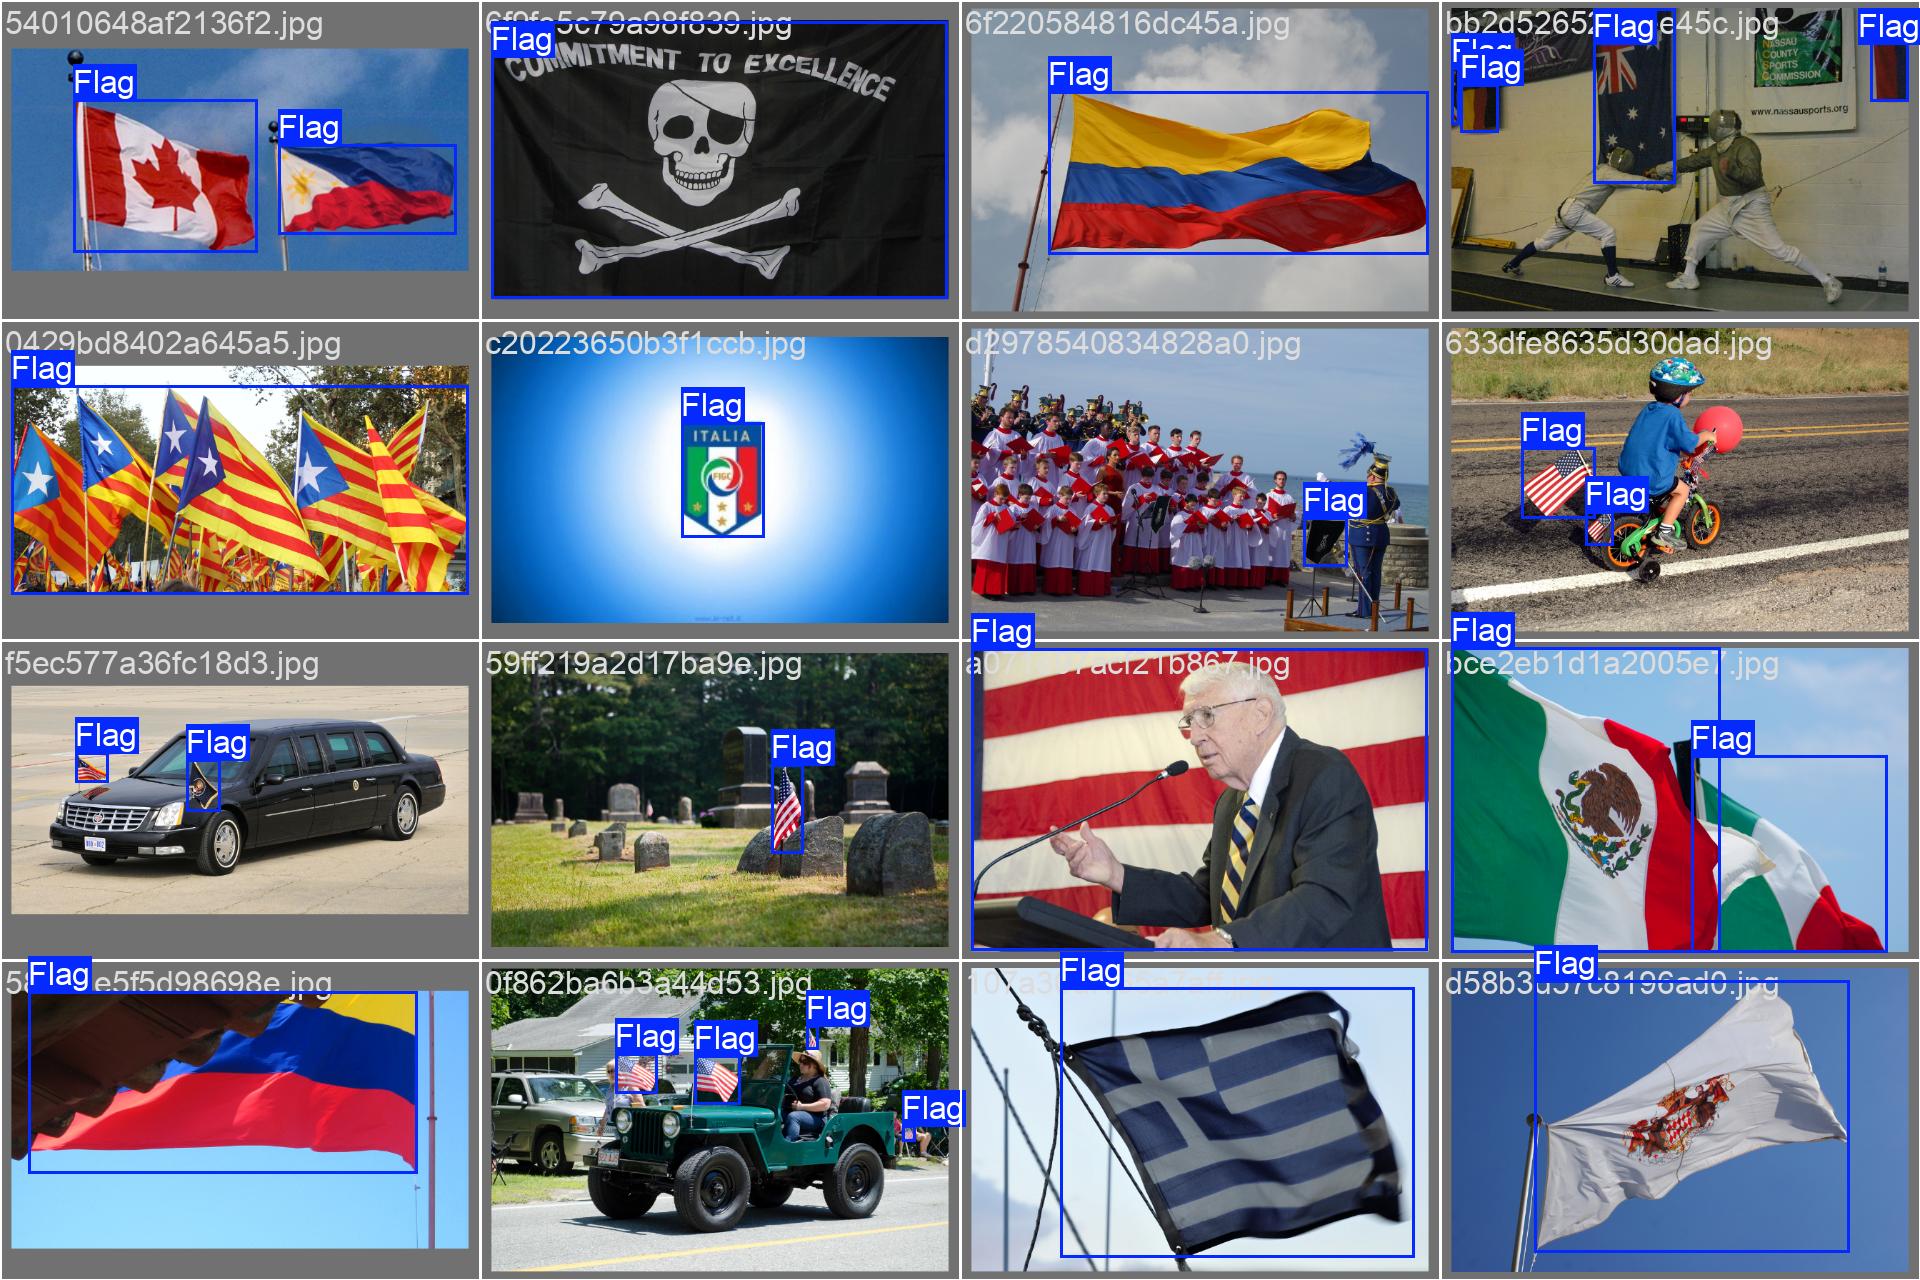 54010648af2136f2.jpg
Flag
Flag
Flag
COMMITMENT TO EXCELLENCE
6f220584816dc45a.jpg
Flag
Flag
Flag
Flag
NASSAU
COUNTY
SPORTS
COMMISSION
www.nassausports.org
0429bd8402a645a5.jpg
Flag
c20223650b3f1ccb.jpg
Flag
ITALIA
FIGC
d2978540834828a0.jpg
Flag
633dfe8635d30dad.jpg
Flag
Flag
f5ec577a36fc18d3.jpg
Flag
Flag
59ff219a2d17ba9e.jpg
Flag
Flag
Flag
bce2eb1d1a2005e7.jpg
Flag
Flag
0f862ba6b3a44d53.jpg
Flag
Flag
Flag
Flag
Flag
Flag